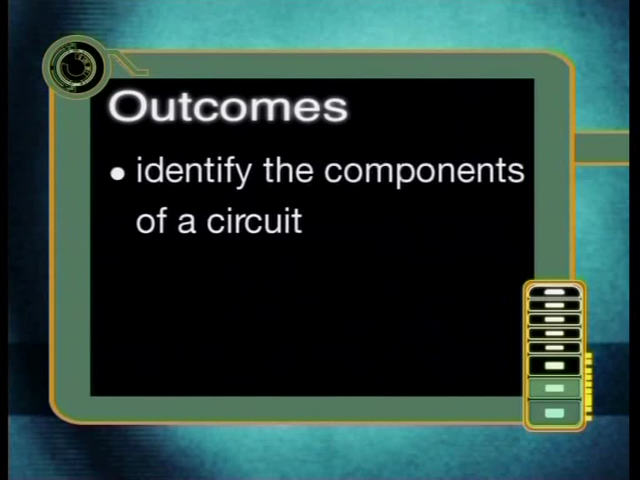 Outcomes
• identify the components
of a circuit